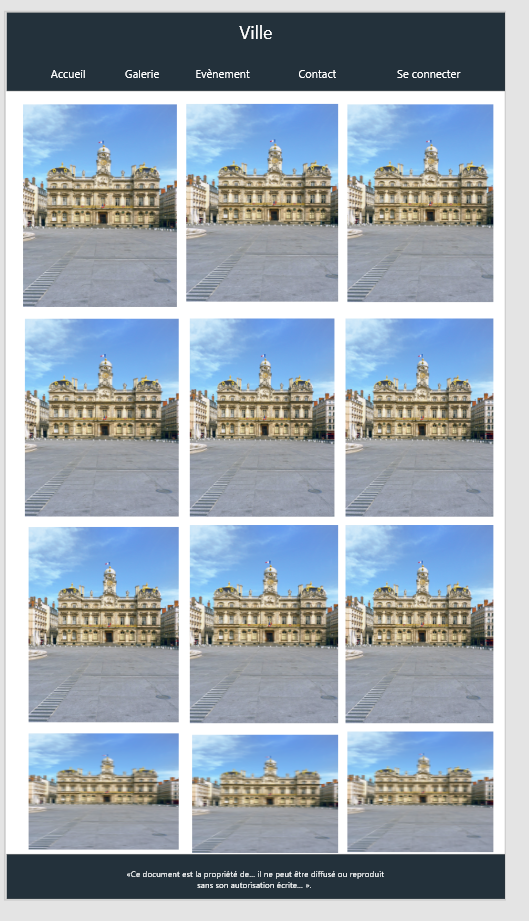 Ville
Accueil Galerie Evènement Contact Se connecter
«Ce document est la propriété de... il ne peut être diffusé ou reproduit
sans son autorisation écrite... ».